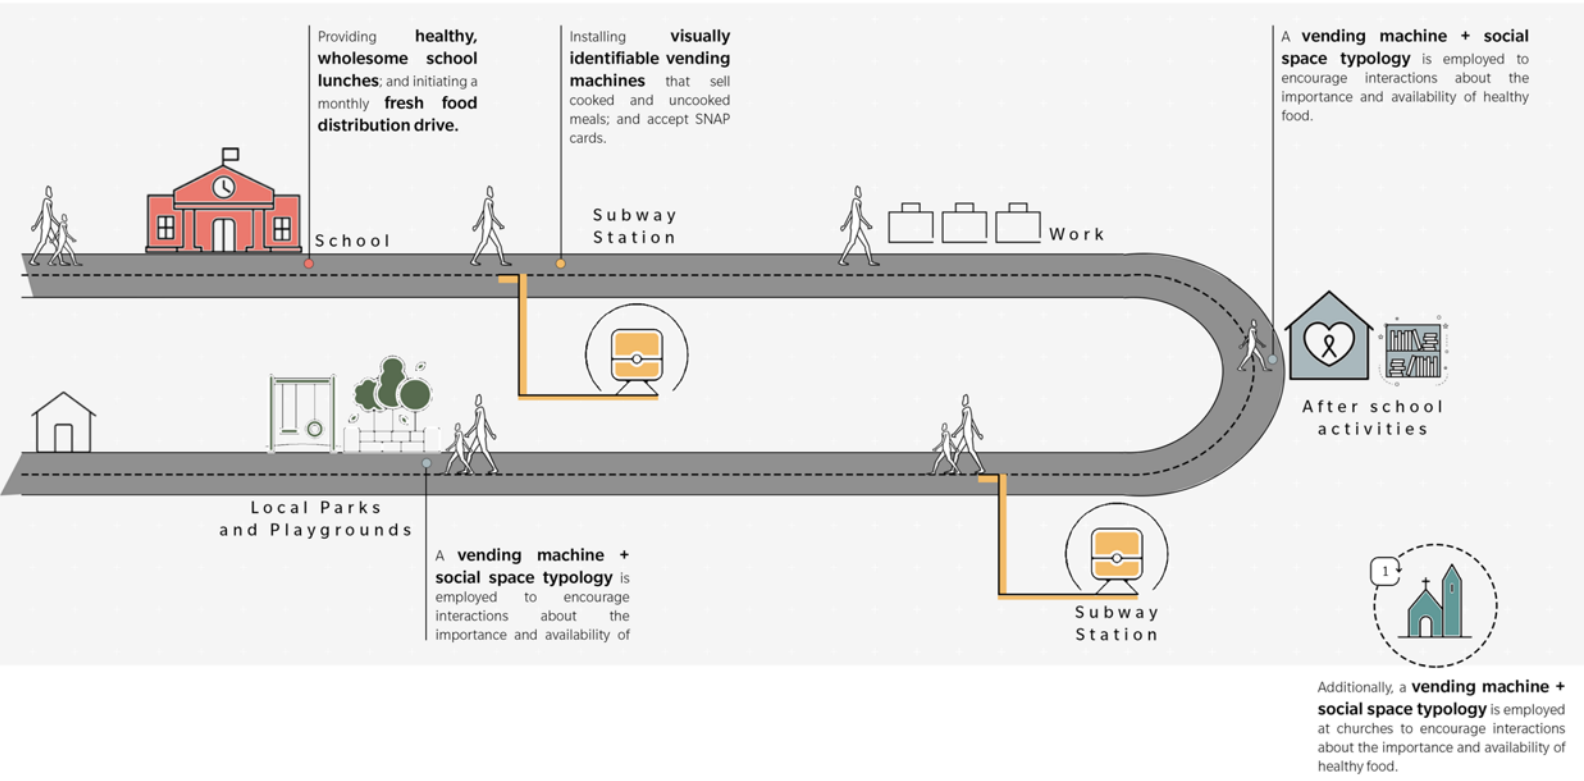 Providing healthy,
wholesome school
lunches; and initiating a
monthly fresh food
distribution drive.
Installing visually
identifiable vending
machines that sell
cooked and uncooked
meals; and accept SNAP
cards.
A vending machine + social
space typology is employed to
encourage interactions about the
importance and availability of healthy
food.
School
Subway
Station
Work
After school
activities
Local Parks
and Playgrounds
A vending machine +
social space typology is
employed to encourage
interactions about the
importance and availability of
Subway
Station
1
Additionally, a vending machine +
social space typology is employed
at churches to encourage interactions
about the importance and availability of
healthy food.